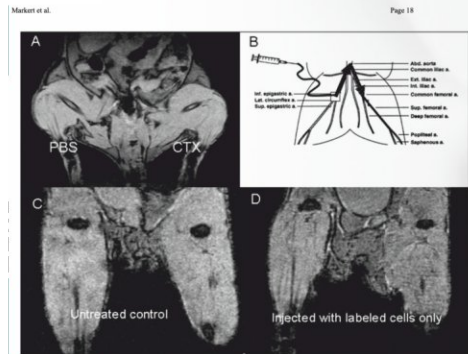 Markert et al.
Page 18
A
PBS
CTX
B
Abd. aorta
Common iliac a.
Ext. iliac a.
Int. iliac a.
Common femoral a.
Inf. epigastric a.
Lat. circumflex a.
Sup. epigastric a.
Sup. femoral a.
Deep femoral a.
Popliteal a.
Saphenous a.
C
Untreated control
D
Injected with labeled cells only